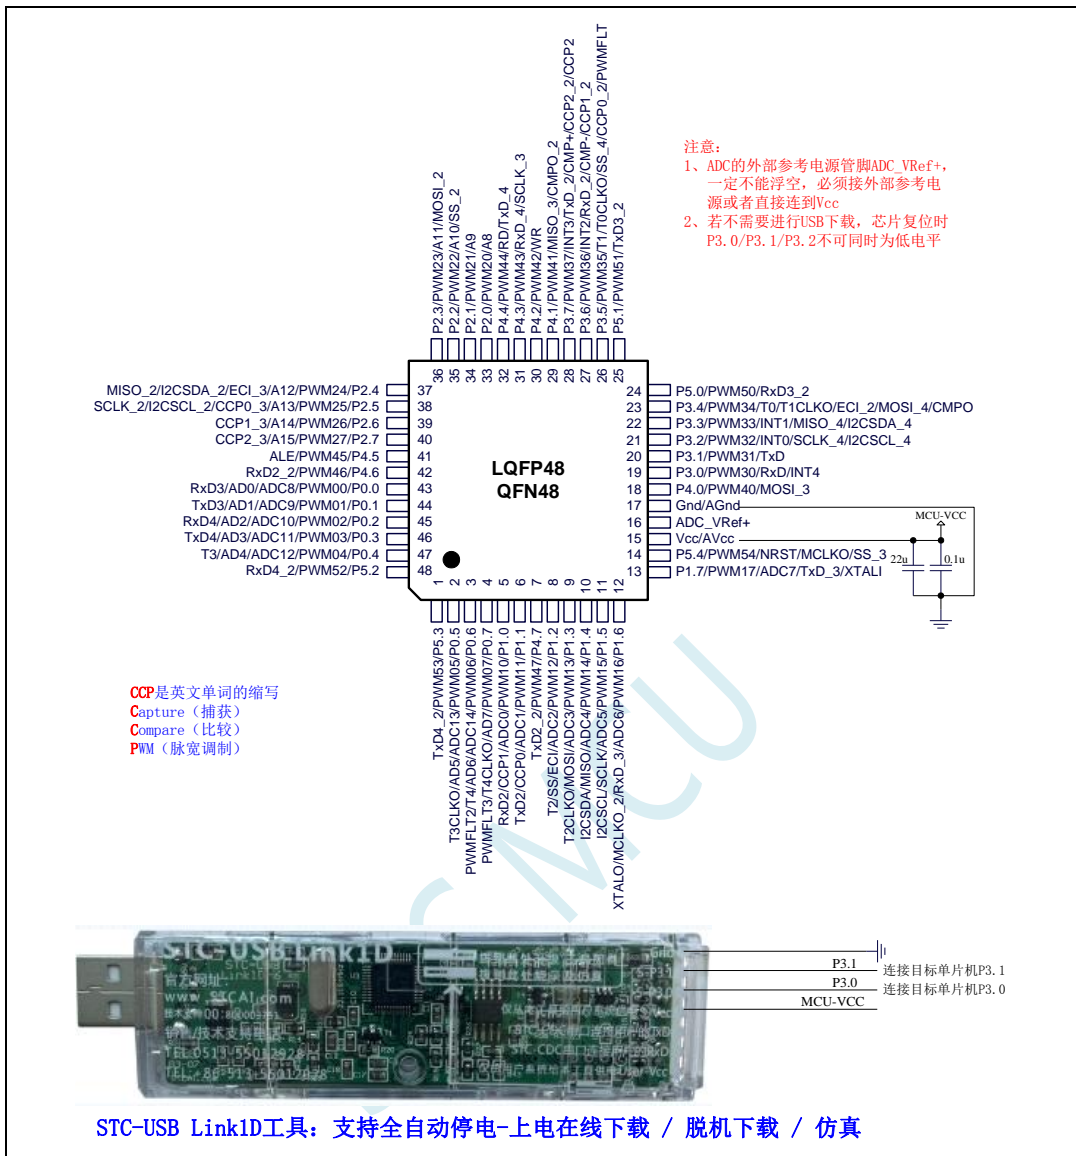 P2.3/PWM23/A11/MOSI_2
P2.2/PWM22/A10/SS_2
P2.1/PWM21/A9
P2.0/PWM20/A8
P4.4/PWM44/RD/TxD_4
P4.3/PWM43/RxD_4/SCLK_3
P4.2/PWM42/WR
P4.1/PWM41/MISO_3/CMPO_2
P3.7/PWM37/INT3/TxD_2/CMP+/CCP2_2/CCP2
P3.6/PWM36/INT2/RxD_2/CMP-/CCP1_2
P3.5/PWM35/T1/T0CLKO/SS_4/CCP0_2/PWMFLT
P5.1/PWM51/TxD3_2
36 35 34 33 32 31 30 29 28 27 26 25
注意:
1、ADC的外部参考电源管脚ADC_VRef+,
一定不能浮空，必须接外部参考电
源或者直接连到Vcc
2、若不需要进行USB下载，芯片复位时
P3.0/P3.1/P3.2不可同时为低电平
MISO_2/I2CSDA_2/ECI_3/A12/PWM24/P2.4 37
SCLK_2/I2CSCL_2/CCP0_3/A13/PWM25/P2.5 38
CCP1_3/A14/PWM26/P2.6 39
CCP2_3/A15/PWM27/P2.7 40
ALE/PWM45/P4.5 41
RxD2_2/PWM46/P4.6 42
RxD3/AD0/ADC8/PWM00/P0.0 43
TxD3/AD1/ADC9/PWM01/P0.1 44
RxD4/AD2/ADC10/PWM02/P0.2 45
TxD4/AD3/ADC11/PWM03/P0.3 46
T3/AD4/ADC12/PWM04/P0.4 47
RxD4_2/PWM52/P5.2 48
LQFP48
QFN48
24 P5.0/PWM50/RxD3_2
23 P3.4/PWM34/T0/T1CLKO/ECI_2/MOSI_4/CMPO
22 P3.3/PWM33/INT1/MISO_4/I2CSDA_4
21 P3.2/PWM32/INT0/SCLK_4/I2CSCL_4
20 P3.1/PWM31/TxD
19 P3.0/PWM30/RxD/INT4
18 P4.0/PWM40/MOSI_3
17 Gnd/AGnd
16 ADC_VRef+
15 Vcc/AVcc
14 P5.4/PWM54/NRST/MCLKO/SS_3
13 P1.7/PWM17/ADC7/TxD_3/XTALI
MCU-VCC
22u 0.1u
1 2 3 4 5 6 7 8 9 10 11 12
TxD4_2/PWM53/P5.3
T3CLKO/AD5/ADC13/PWM05/P0.5
PWMFLT2/T4/AD6/ADC14/PWM06/P0.6
PWMFLT3/T4CLKO/AD7/PWM07/P0.7
RxD2/CCP1/ADC0/PWM10/P1.0
TxD2/CCP0/ADC1/PWM11/P1.1
TxD2_2/PWM47/P4.7
T2/SS/ECI/ADC2/PWM12/P1.2
T2CLKO/MOSI/ADC3/PWM13/P1.3
I2CSDA/MISO/ADC4/PWM14/P1.4
I2CSCL/SCLK/ADC5/PWM15/P1.5
XTALO/MCLKO_2/RxD_3/ADC6/PWM16/P1.6
CCP是英文单词的缩写
Capture（捕获）
Compare（比较）
PWM（脉宽调制）
MCU
STC-USB Link1D
官方网址:
www.STCAI.com
P3.1 连接目标单片机P3.1
P3.0 连接目标单片机P3.0
MCU-VCC
STC-USB Link1D工具：支持全自动停电-上电在线下载 / 脱机下载 / 仿真